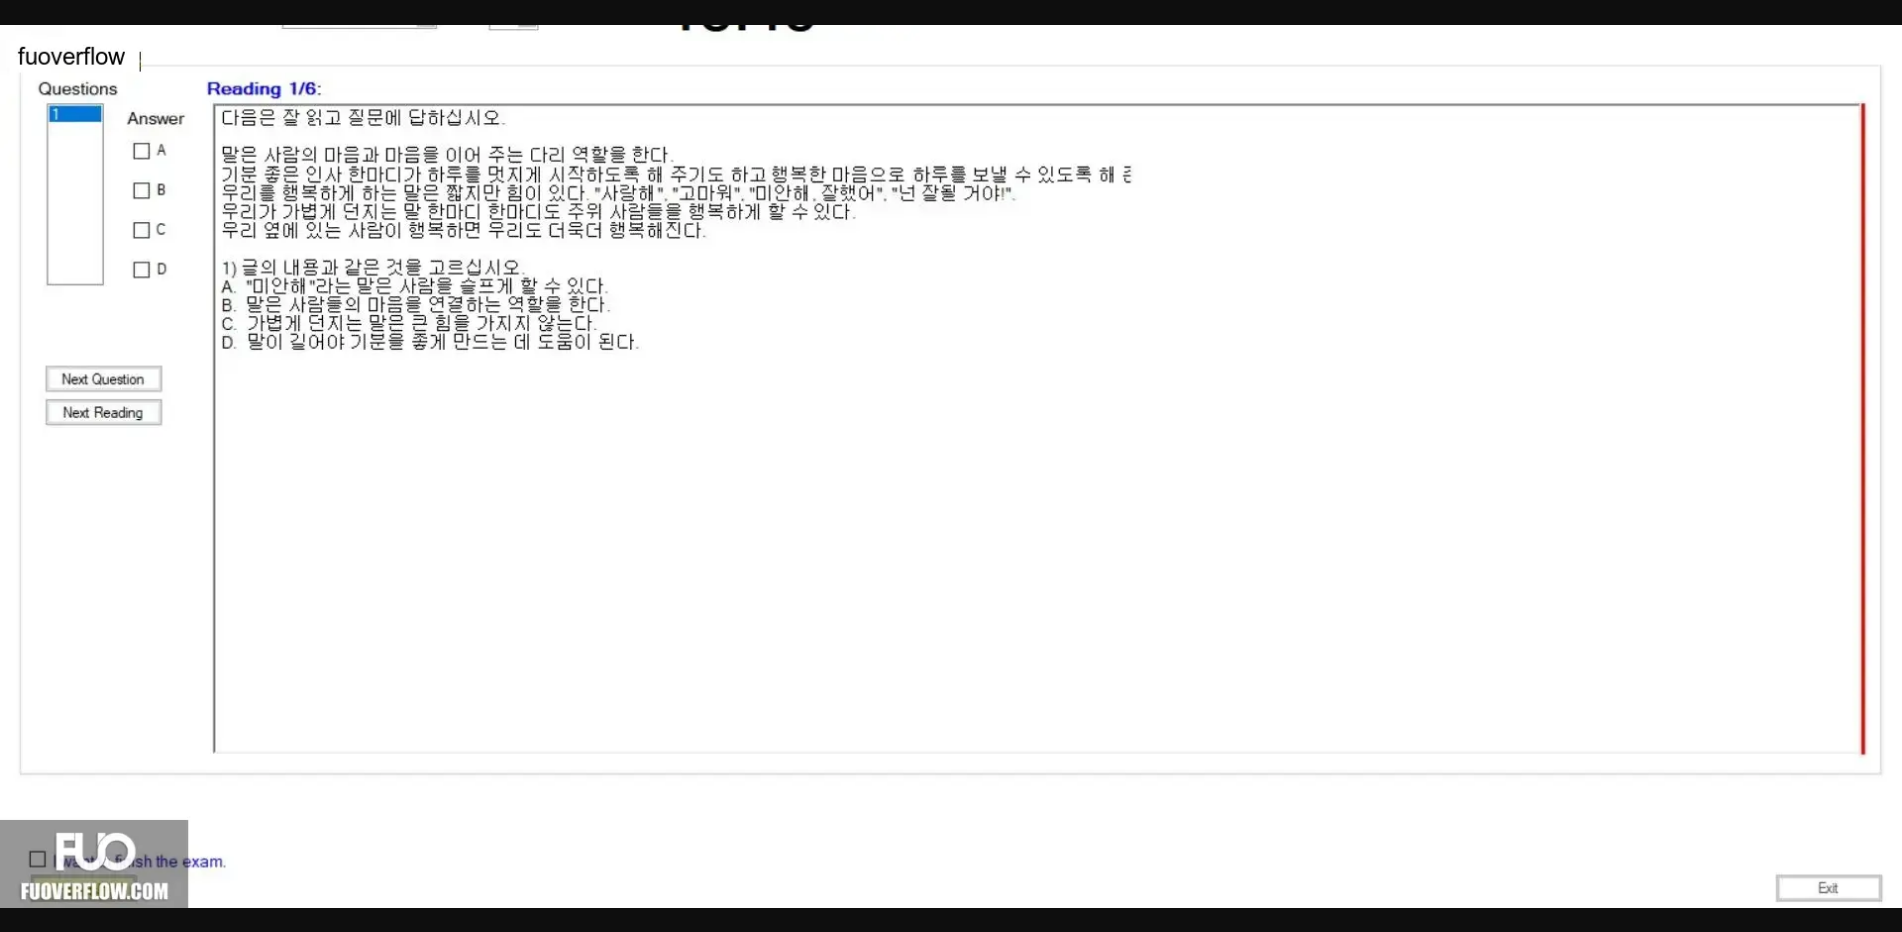 fuoverflow
Questions
Reading 1/6:
1
Answer
A
B
C
D
다음은 잘 읽고 질문에 답하십시오.
말은 사람의 마음과 마음을 이어 주는 다리 역할을 한다.
기분 좋은 인사 한마디가 하루를 멋지게 시작하도록 해 주기도 하고 행복한 마음으로 하루를 보낼 수 있도록 해
우리를 행복하게 하는 말은 짧지만 힘이 있다. "사랑해", "고마워", "미안해, 잘했어", "넌 잘될 거야!".
우리가 가볍게 던지는 말 한마디 한마디도 주위 사람들을 행복하게 할 수 있다.
우리 옆에 있는 사람이 행복하면 우리도 더욱더 행복해진다.
1) 글의 내용과 같은 것을 고르십시오.
A. "미안해"라는 말은 사람을 슬프게 할 수 있다.
B. 말은 사람들의 마음을 연결하는 역할을 한다.
C. 가볍게 던지는 말은 큰 힘을 가지지 않는다.
D. 말이 길어야 기분을 좋게 만드는 데 도움이 된다.
Next Question
Next Reading
FUO
the exam.
FUOVERFLOW.COM
Exit